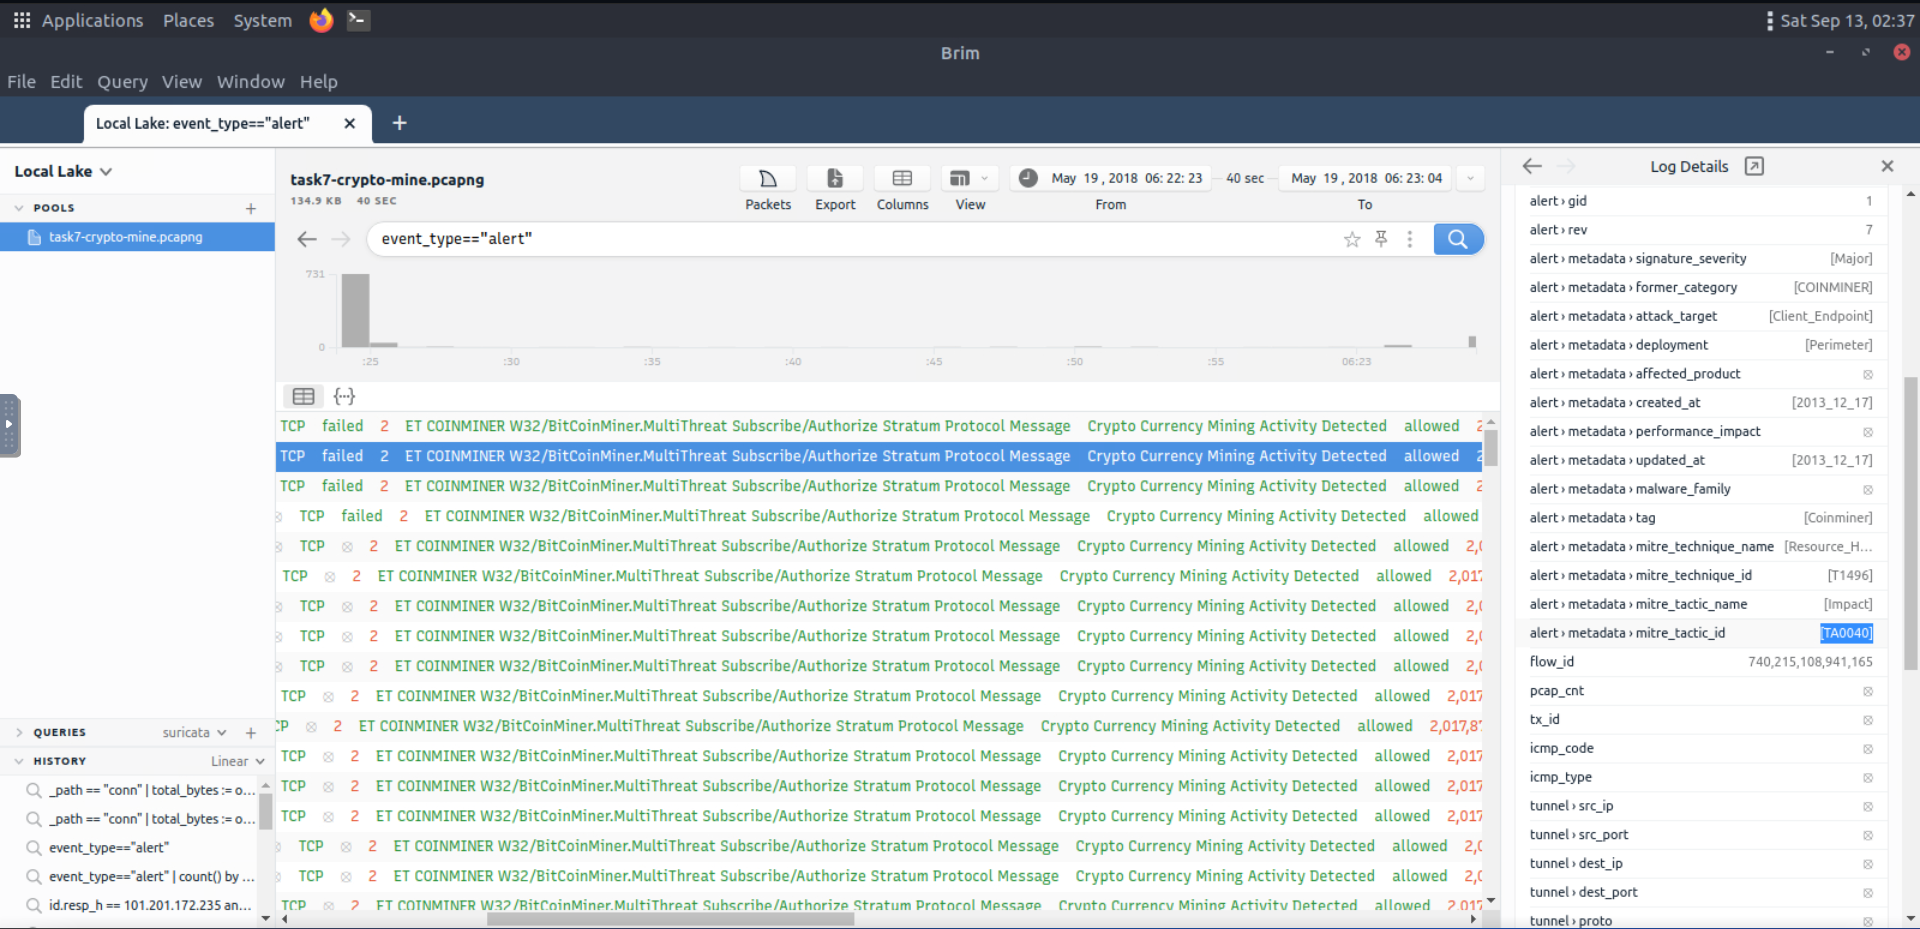 Applications Places System Sat Sep 13, 02:37
Brim
File Edit Query View Window Help
Local Lake: event_type=="alert"
Local Lake
POOLS
task7-crypto-mine.pcapng
QUERIES suricata
HISTORY Linear
_path == "conn" | total_bytes := o...
_path == "conn" | total_bytes := o...
event_type=="alert"
event_type=="alert" | count() by ...
id.resp_h == 101.201.172.235 an...
task7-crypto-mine.pcapng
134.9 KB 40 SEC
Packets Export Columns View
May 19 , 2018 06: 22: 23 40 sec May 19 , 2018 06: 23: 04
From To
event_type=="alert"
731
0
:25 :30 :35 :40 :45 :50 :55 06:23
TCP failed 2 ET COINMINER W32/BitCoinMiner.MultiThreat Subscribe/Authorize Stratum Protocol Message Crypto Currency Mining Activity Detected allowed 2
TCP failed 2 ET COINMINER W32/BitCoinMiner.MultiThreat Subscribe/Authorize Stratum Protocol Message Crypto Currency Mining Activity Detected allowed 2
TCP failed 2 ET COINMINER W32/BitCoinMiner.MultiThreat Subscribe/Authorize Stratum Protocol Message Crypto Currency Mining Activity Detected allowed 2
TCP failed 2 ET COINMINER W32/BitCoinMiner.MultiThreat Subscribe/Authorize Stratum Protocol Message Crypto Currency Mining Activity Detected allowed
TCP 2 ET COINMINER W32/BitCoinMiner.MultiThreat Subscribe/Authorize Stratum Protocol Message Crypto Currency Mining Activity Detected allowed 2,0
TCP 2 ET COINMINER W32/BitCoinMiner.MultiThreat Subscribe/Authorize Stratum Protocol Message Crypto Currency Mining Activity Detected allowed 2,017
TCP 2 ET COINMINER W32/BitCoinMiner.MultiThreat Subscribe/Authorize Stratum Protocol Message Crypto Currency Mining Activity Detected allowed 2,0
TCP 2 ET COINMINER W32/BitCoinMiner.MultiThreat Subscribe/Authorize Stratum Protocol Message Crypto Currency Mining Activity Detected allowed 2,0
TCP 2 ET COINMINER W32/BitCoinMiner.MultiThreat Subscribe/Authorize Stratum Protocol Message Crypto Currency Mining Activity Detected allowed 2,0
TCP 2 ET COINMINER W32/BitCoinMiner.MultiThreat Subscribe/Authorize Stratum Protocol Message Crypto Currency Mining Activity Detected allowed 2,017
CP 2 ET COINMINER W32/BitCoinMiner.MultiThreat Subscribe/Authorize Stratum Protocol Message Crypto Currency Mining Activity Detected allowed 2,017,8
TCP 2 ET COINMINER W32/BitCoinMiner.MultiThreat Subscribe/Authorize Stratum Protocol Message Crypto Currency Mining Activity Detected allowed 2,017
TCP 2 ET COINMINER W32/BitCoinMiner.MultiThreat Subscribe/Authorize Stratum Protocol Message Crypto Currency Mining Activity Detected allowed 2,017
TCP 2 ET COINMINER W32/BitCoinMiner.MultiThreat Subscribe/Authorize Stratum Protocol Message Crypto Currency Mining Activity Detected allowed 2,017
TCP 2 ET COINMINER W32/BitCoinMiner.MultiThreat Subscribe/Authorize Stratum Protocol Message Crypto Currency Mining Activity Detected allowed 2,0
TCP 2 ET COINMINER W32/BitCoinMiner.MultiThreat Subscribe/Authorize Stratum Protocol Message Crypto Currency Mining Activity Detected allowed 2,0
TCP 2 ET COINMINER W32/BitCoinMiner.MultiThreat Subscribe/Authorize Stratum Protocol Message Crypto Currency Mining Activity Detected allowed 2,017
Log Details
alert › gid 1
alert › rev 7
alert › metadata › signature_severity [Major]
alert › metadata › former_category [COINMINER]
alert › metadata › attack_target [Client_Endpoint]
alert › metadata › deployment [Perimeter]
alert › metadata › affected_product
alert › metadata › created_at [2013_12_17]
alert › metadata › performance_impact
alert › metadata › updated_at [2013_12_17]
alert › metadata › malware_family
alert › metadata › tag [Coinminer]
alert › metadata › mitre_technique_name [Resource_H...
alert › metadata › mitre_technique_id [T1496]
alert › metadata › mitre_tactic_name [Impact]
alert › metadata › mitre_tactic_id [TA0040]
flow_id 740,215,108,941,165
pcap_cnt
tx_id
icmp_code
icmp_type
tunnel › src_ip
tunnel › src_port
tunnel › dest_ip
tunnel › dest_port
tunnel › proto